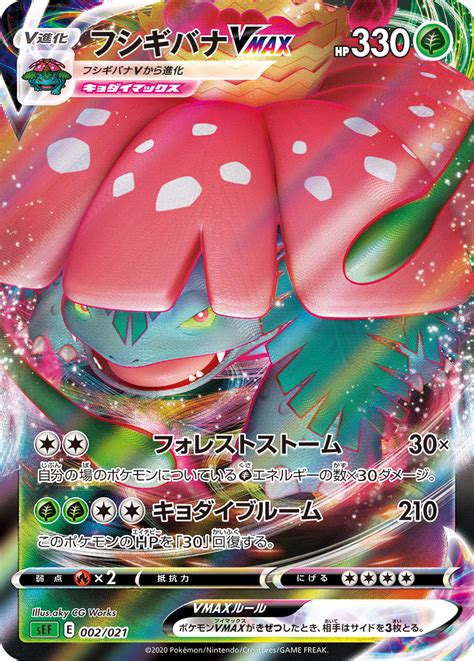 V進化 フシギバナVMAX HP330
フシギバナVから進化
キョダイマックス
フォレストストーム 30×
自分の場のポケモンについているエネルギーの数×30ダメージ。
キョダイブルーム 210
このポケモンのHPを「30」回復する。
弱点 ×2 抵抗力 にげる
Illus.aky CG Works
VMAXルール
sEF E 002/021
ポケモンVMAXがきぜつしたとき、相手はサイドを3枚とる。
©2020 Pokémon/Nintendo/Creatures/GAME FREAK.